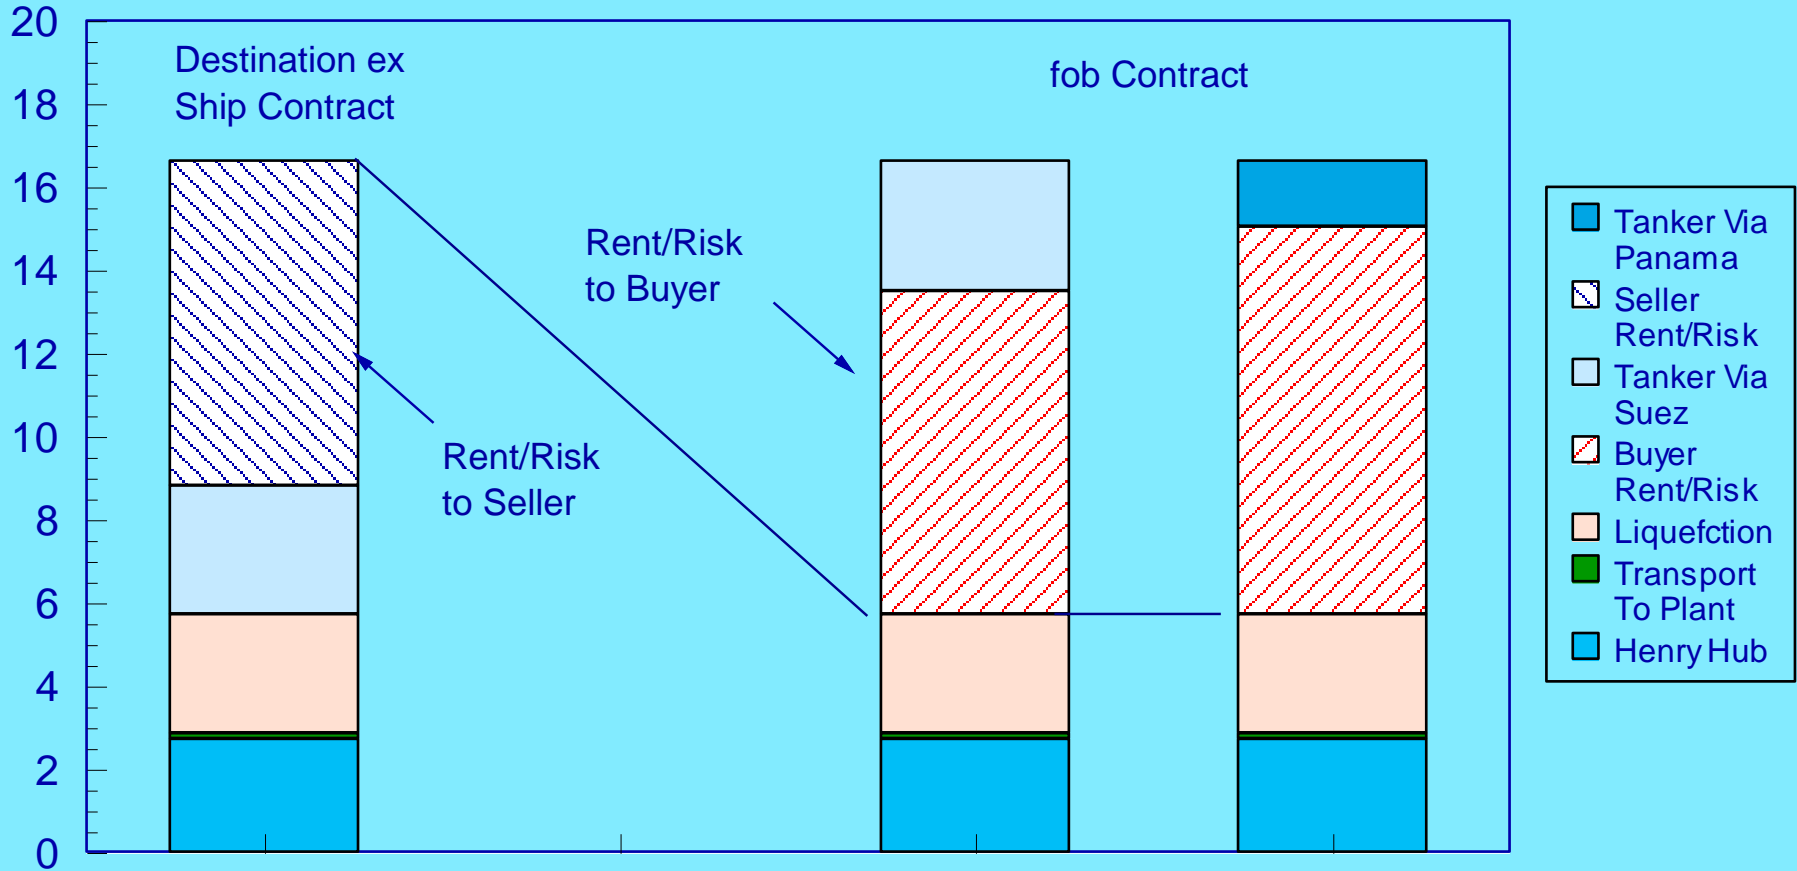 20
18
16
14
12
10
8
6
4
2
0
Destination ex
Ship Contract
fob Contract
Rent/Risk
to Buyer
Rent/Risk
to Seller
Tanker Via
Panama
Seller
Rent/Risk
Tanker Via
Suez
Buyer
Rent/Risk
Liquefction
Transport
To Plant
Henry Hub